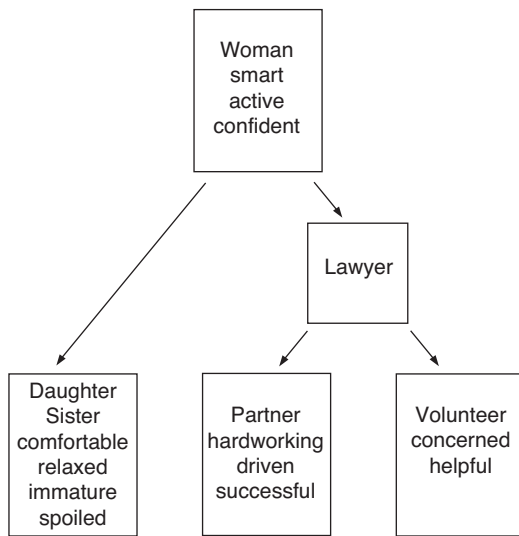 Woman
smart
active
confident
Lawyer
Daughter
Sister
comfortable
relaxed
immature
spoiled
Partner
hardworking
driven
successful
Volunteer
concerned
helpful